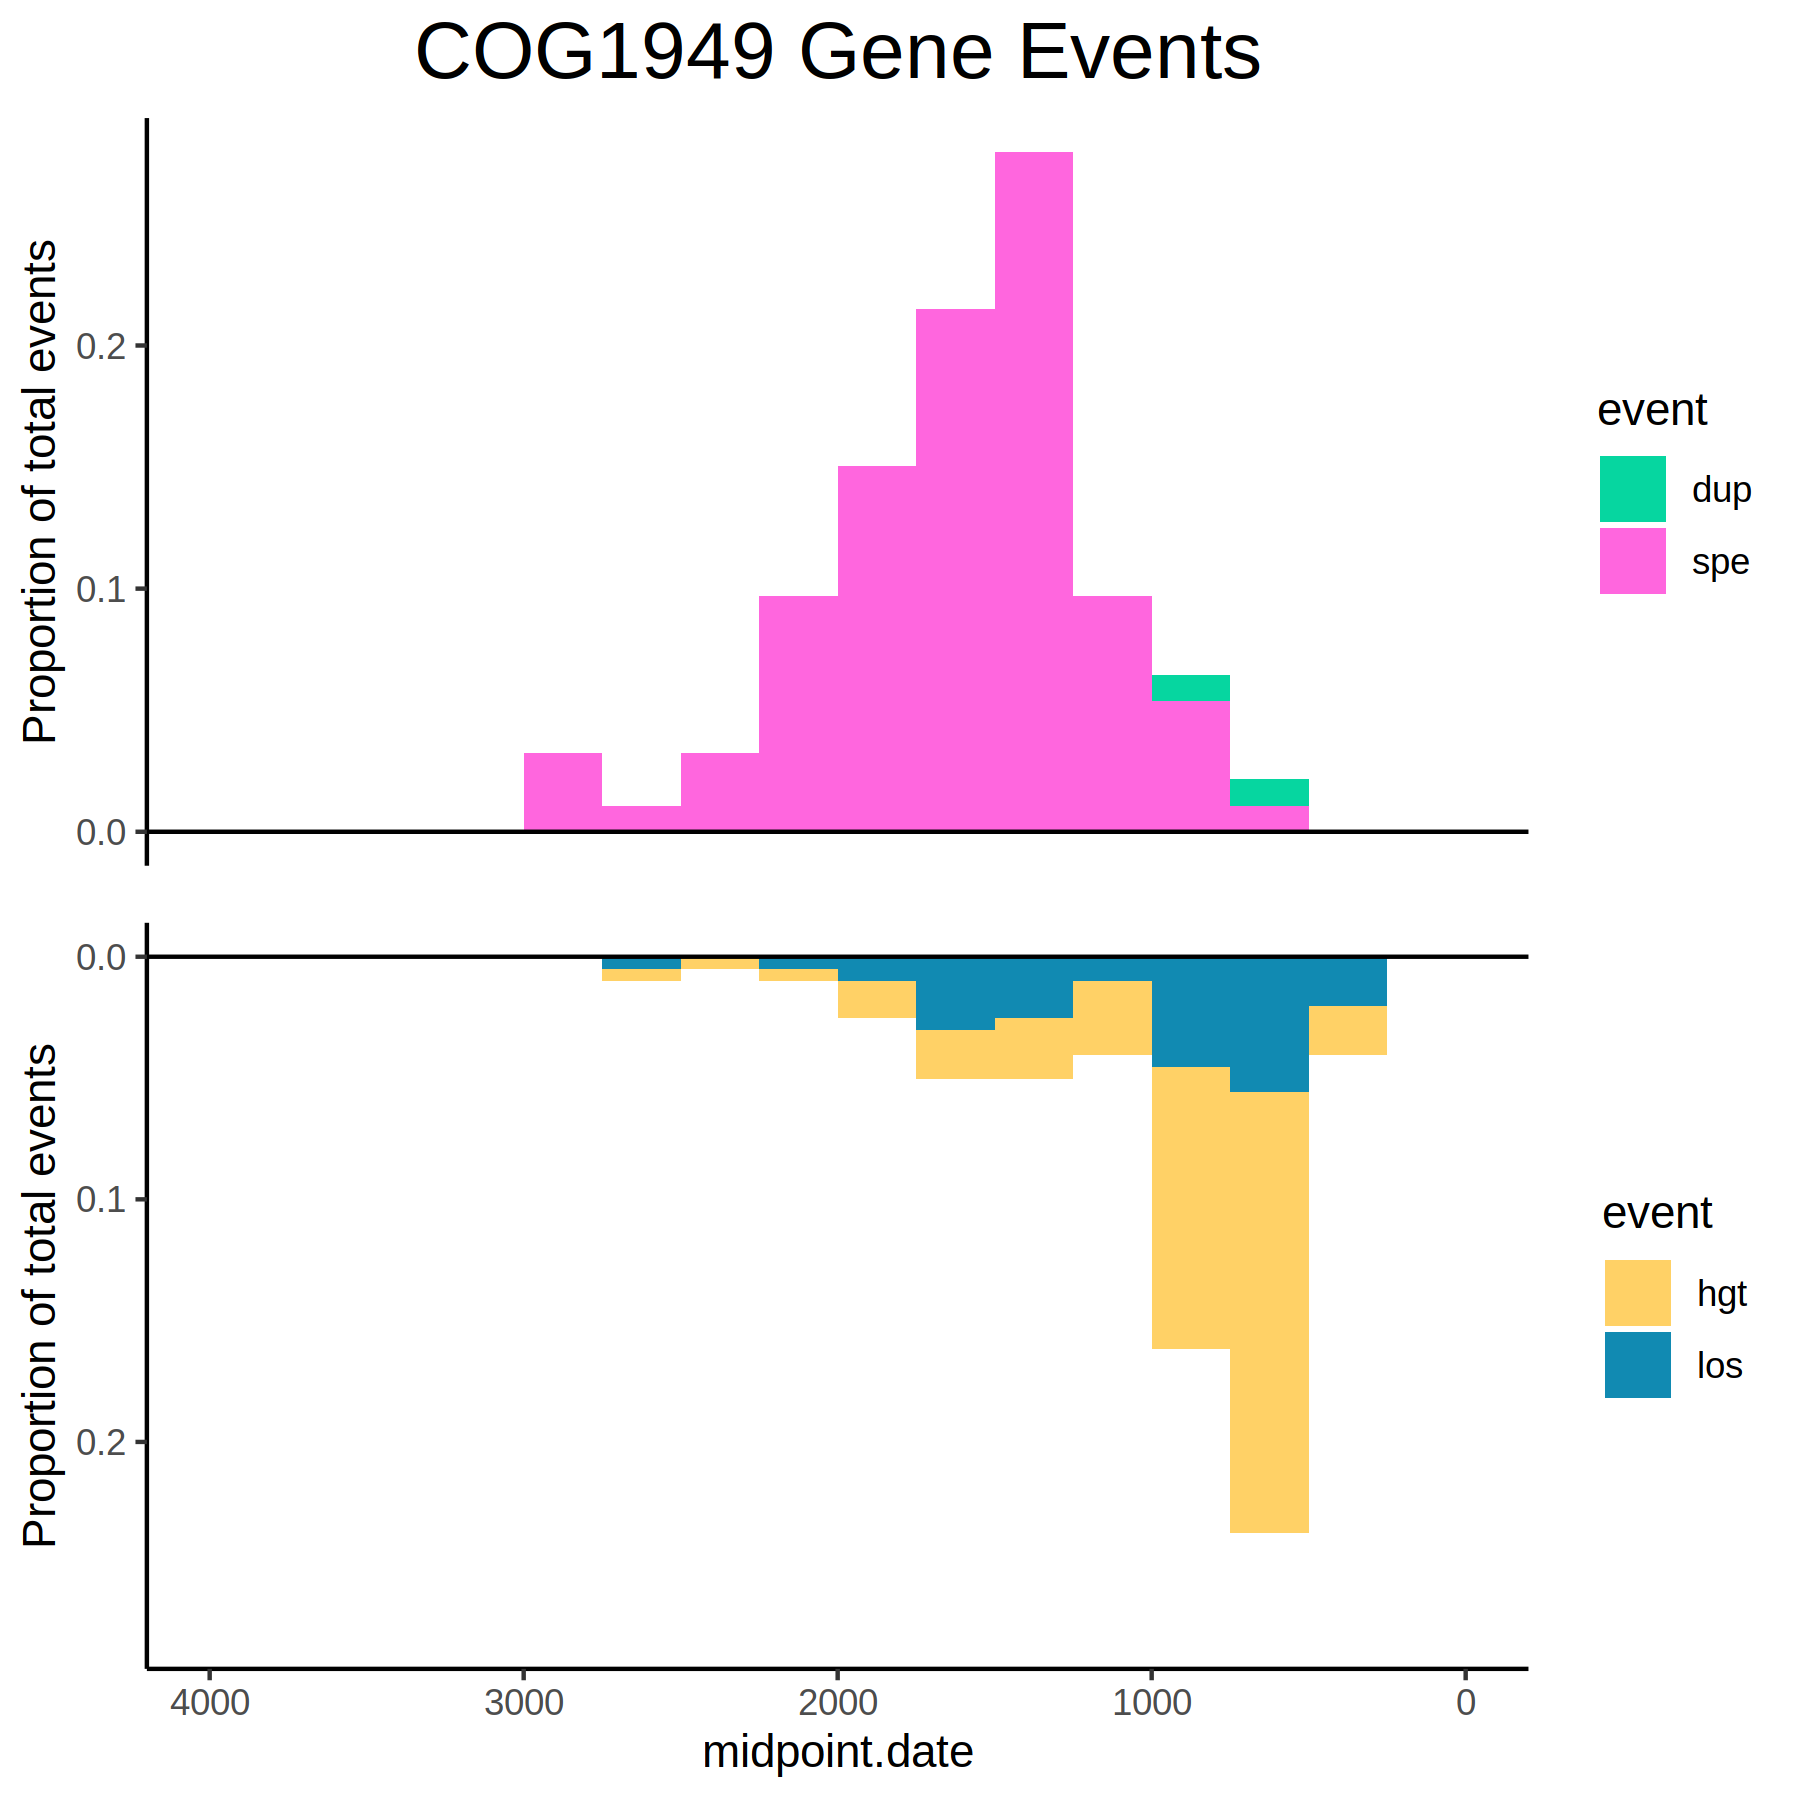 COG1949 Gene Events
Proportion of total events
0.2
0.1
0.0
event
dup
spe
Proportion of total events
0.0
0.1
0.2
event
hgt
los
4000 3000 2000 1000 0
midpoint.date